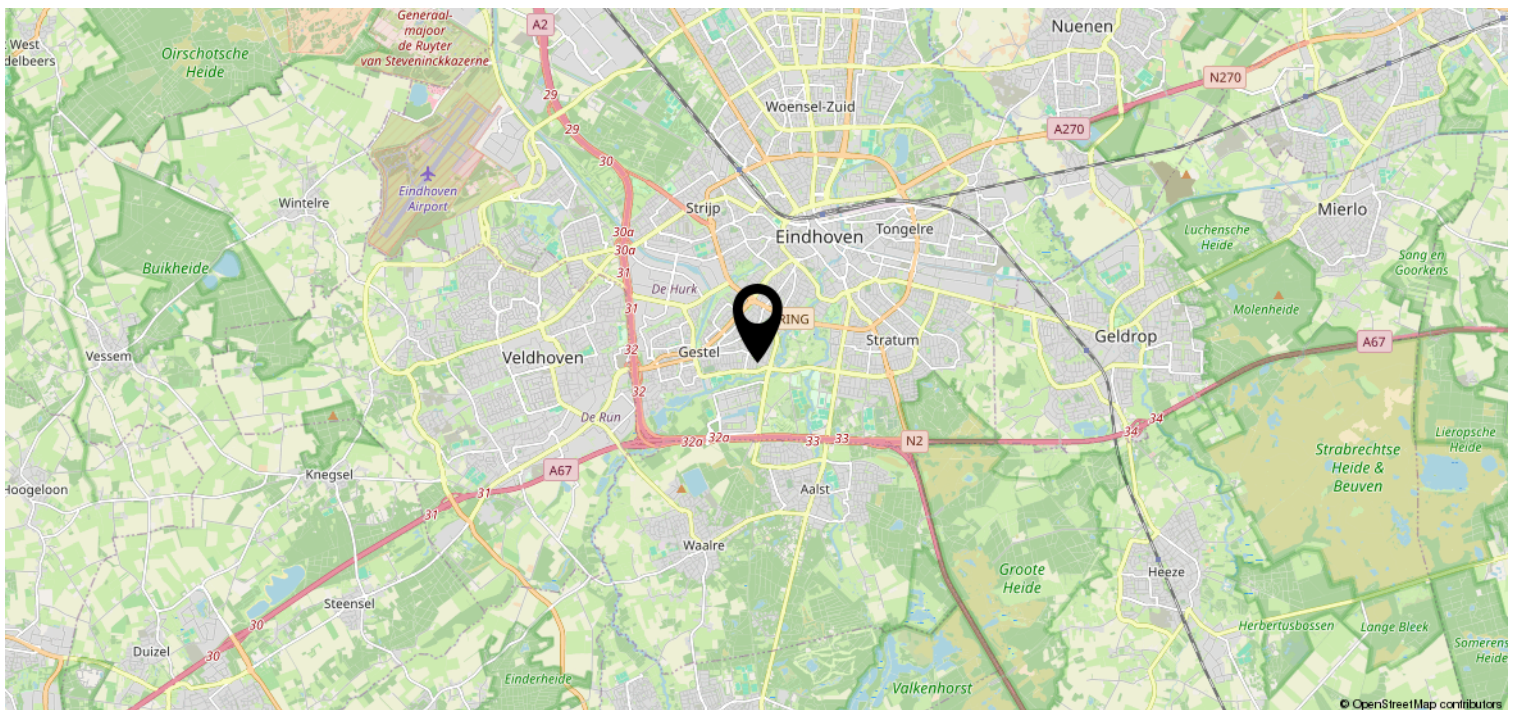 Generaal-
majoor
de Ruyter
van Steveninckkazerne
A2
Nuenen
West
delbeers
Oirschotsche
Heide
N270
29
Woensel-Zuid
A270
29
30
Eindhoven
Airport
Wintelre
Strijp
Mierlo
Eindhoven
Tongelre
Luchensche
Heide
30a
30a
Buikheide
31
Sang en
Goorkens
De Hurk
Molenheide
31
RING
Geldrop
Stratum
A67
32
Gestel
Vessem
Veldhoven
32
De Run
34
34
Lieropsche
Heide
32a
32a
33
33
N2
Strabrechtse
Heide &
Beuven
A67
Knegsel
Hoogeloon
31
Aalst
31
Waalre
Groote
Heide
Heeze
Steensel
30
Herbertusbossen
Lange Bleek
Duizel
30
Somerens
Heide
Einderheide
Valkenhorst
© OpenStreetMap contributors